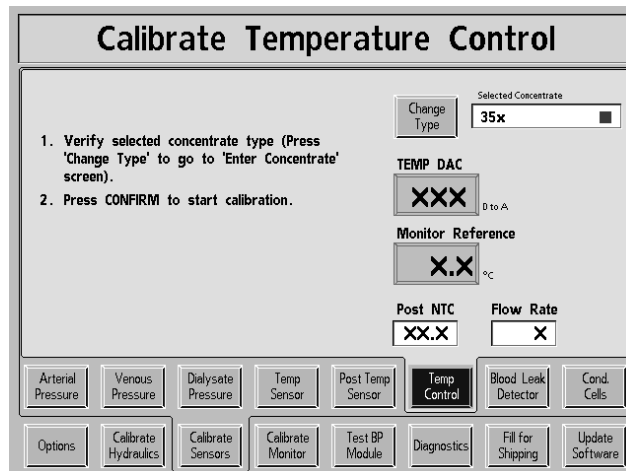 Calibrate Temperature Control
Change
Type
Selected Concentrate
35x
1. Verify selected concentrate type (Press
'Change Type' to go to 'Enter Concentrate'
screen).
2. Press CONFIRM to start calibration.
TEMP DAC
XXX D to A
Monitor Reference
X.X °C
Post NTC Flow Rate
XX.X X
Arterial
Pressure
Venous
Pressure
Dialysate
Pressure
Temp
Sensor
Post Temp
Sensor
Temp
Control
Blood Leak
Detector
Cond.
Cells
Options
Calibrate
Hydraulics
Calibrate
Sensors
Calibrate
Monitor
Test BP
Module
Diagnostics
Fill for
Shipping
Update
Software